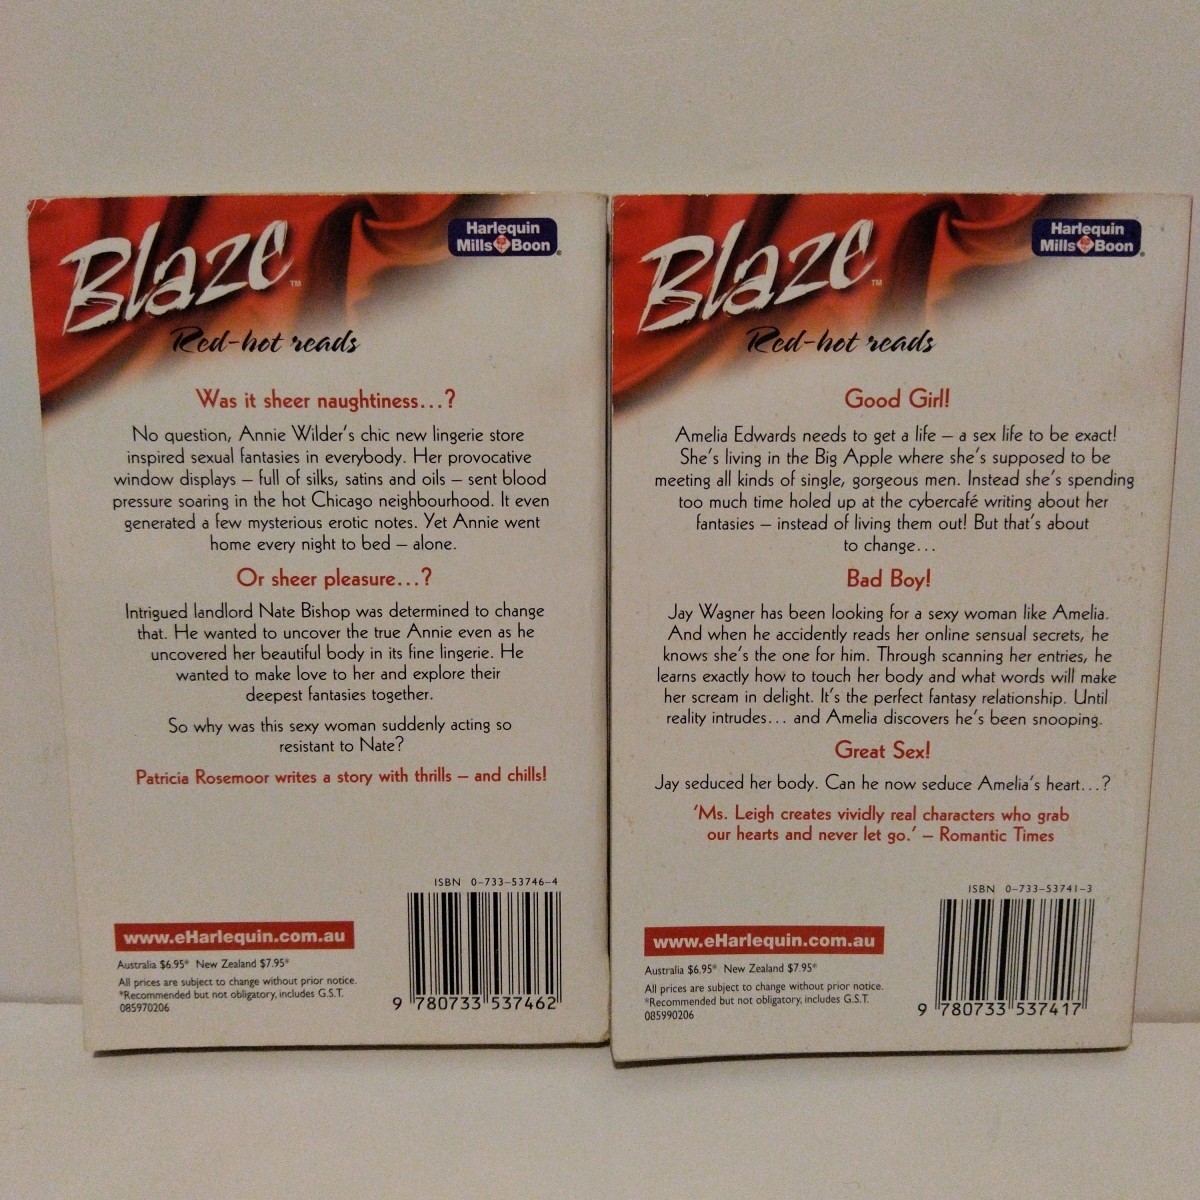 Blaze™
Harlequin
Mills & Boon®
Red-hot reads
Was it sheer naughtiness...?
No question, Annie Wilder's chic new lingerie store
inspired sexual fantasies in everybody. Her provocative
window displays – full of silks, satins and oils – sent blood
pressure soaring in the hot Chicago neighbourhood. It even
generated a few mysterious erotic notes. Yet Annie went
home every night to bed – alone.
Or sheer pleasure...?
Intrigued landlord Nate Bishop was determined to change
that. He wanted to uncover the true Annie even as he
uncovered her beautiful body in its fine lingerie. He
wanted to make love to her and explore their
deepest fantasies together.
So why was this sexy woman suddenly acting so
resistant to Nate?
Patricia Rosemoor writes a story with thrills – and chills!
ISBN 0-733-53746-4
www.eHarlequin.com.au
Australia $6.95* New Zealand $7.95*
All prices are subject to change without prior notice.
*Recommended but not obligatory, includes G.S.T.
085970206
9 780733 537462
Blaze™
Harlequin
Mills & Boon®
Red-hot reads
Good Girl!
Amelia Edwards needs to get a life – a sex life to be exact!
She's living in the Big Apple where she's supposed to be
meeting all kinds of single, gorgeous men. Instead she's spending
too much time holed up at the cybercafé writing about her
fantasies – instead of living them out! But that's about
to change...
Bad Boy!
Jay Wagner has been looking for a sexy woman like Amelia.
And when he accidently reads her online sensual secrets, he
knows she's the one for him. Through scanning her entries, he
learns exactly how to touch her body and what words will make
her scream in delight. It's the perfect fantasy relationship. Until
reality intrudes... and Amelia discovers he's been snooping.
Great Sex!
Jay seduced her body. Can he now seduce Amelia's heart...?
'Ms. Leigh creates vividly real characters who grab
our hearts and never let go.' – Romantic Times
ISBN 0-733-53741-3
www.eHarlequin.com.au
Australia $6.95* New Zealand $7.95*
All prices are subject to change without prior notice.
*Recommended but not obligatory, includes G.S.T.
085990206
9 780733 537417